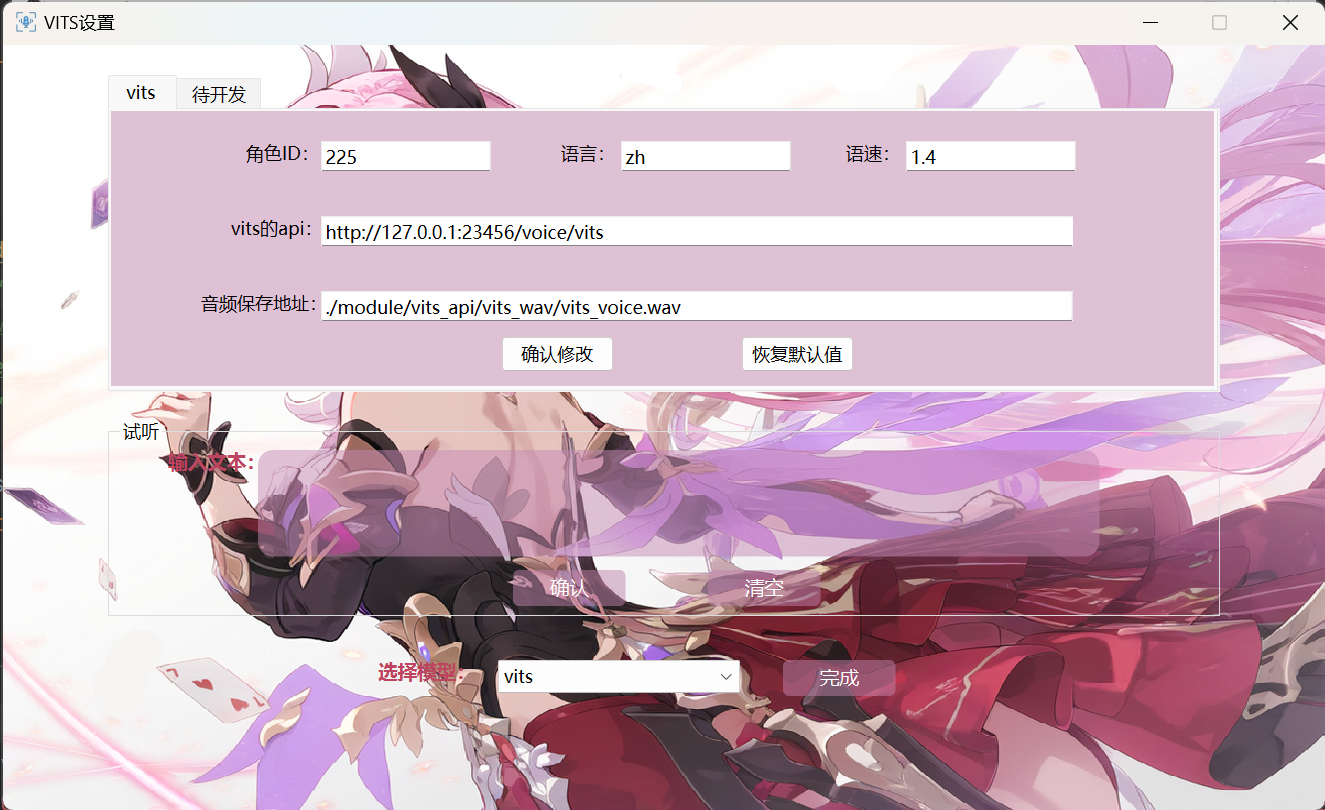 VITS设置
vits 待开发
角色ID： 225 语言： zh 语速： 1.4
vits的api： http://127.0.0.1:23456/voice/vits
音频保存地址： ./module/vits_api/vits_wav/vits_voice.wav
确认修改 恢复默认值
试听
输入文本：
确认 清空
选择模型： vits 完成